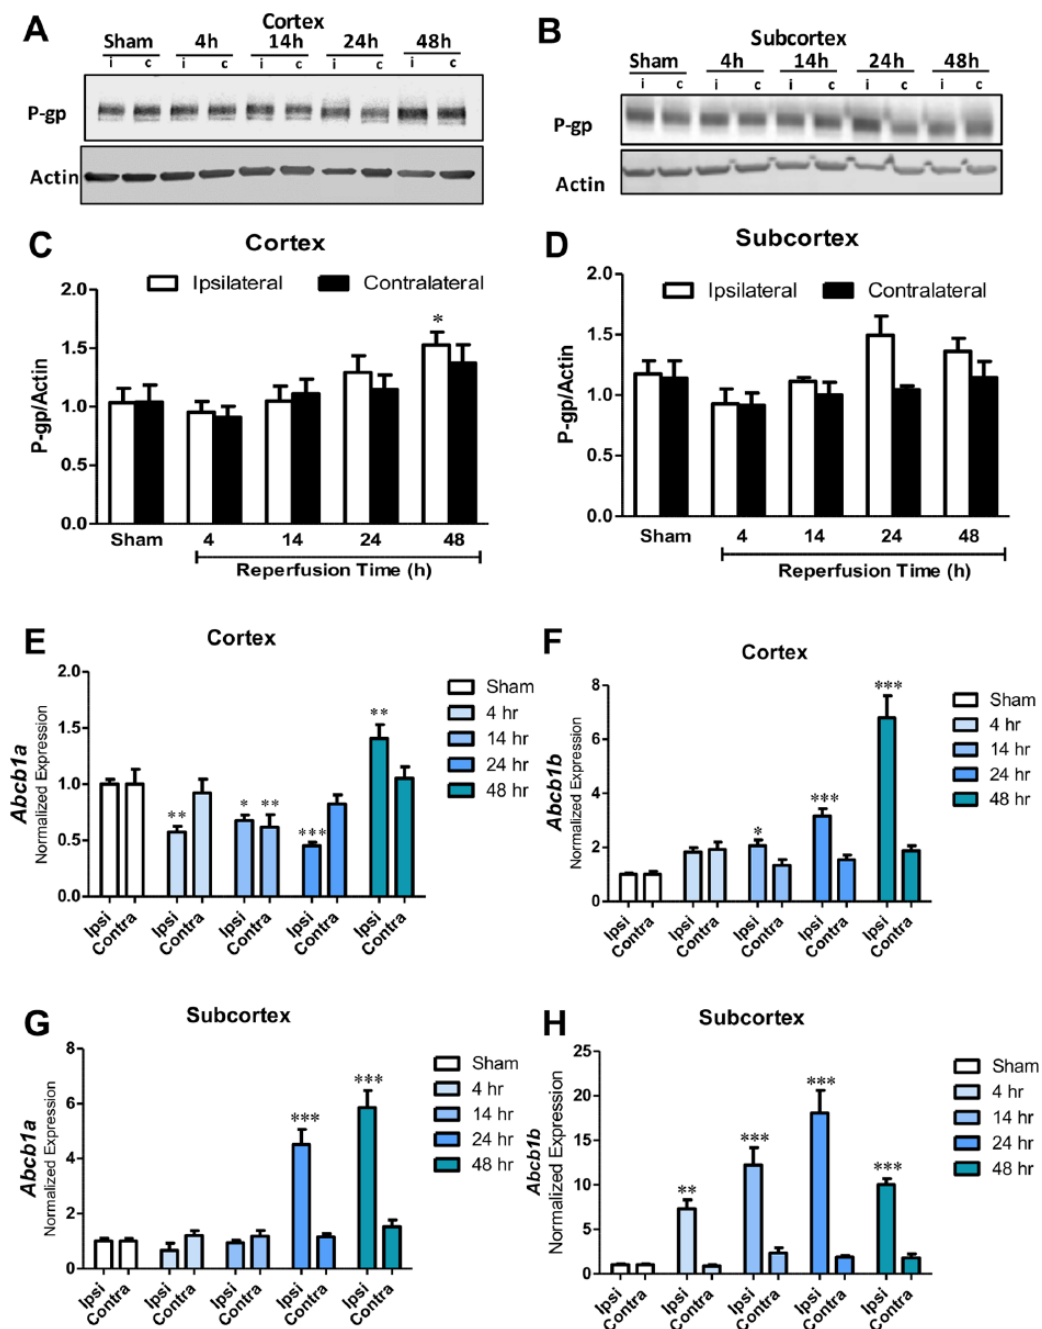 A
Cortex
Sham 4h 14h 24h 48h
i c i c i c i c i c
P-gp
Actin
B
Subcortex
Sham 4h 14h 24h 48h
i c i c i c i c i c
P-gp
Actin
C
Cortex
Ipsilateral Contralateral
P-gp/Actin
2.0
1.5
1.0
0.5
0.0
*
Sham 4 14 24 48
Reperfusion Time (h)
D
Subcortex
Ipsilateral Contralateral
P-gp/Actin
2.0
1.5
1.0
0.5
0.0
Sham 4 14 24 48
Reperfusion Time (h)
E
Cortex
Abcb1a
Normalized Expression
2.0
1.5
1.0
0.5
0.0
** * ** *** **
Ipsi Contra Ipsi Contra Ipsi Contra Ipsi Contra Ipsi Contra
Sham
4 hr
14 hr
24 hr
48 hr
F
Cortex
Abcb1b
Normalized Expression
8
6
4
2
0
* *** ***
Ipsi Contra Ipsi Contra Ipsi Contra Ipsi Contra Ipsi Contra
Sham
4 hr
14 hr
24 hr
48 hr
G
Subcortex
Abcb1a
Normalized Expression
8
6
4
2
0
*** ***
Ipsi Contra Ipsi Contra Ipsi Contra Ipsi Contra Ipsi Contra
Sham
4 hr
14 hr
24 hr
48 hr
H
Subcortex
Abcb1b
Normalized Expression
25
20
15
10
5
0
** *** *** ***
Ipsi Contra Ipsi Contra Ipsi Contra Ipsi Contra Ipsi Contra
Sham
4 hr
14 hr
24 hr
48 hr